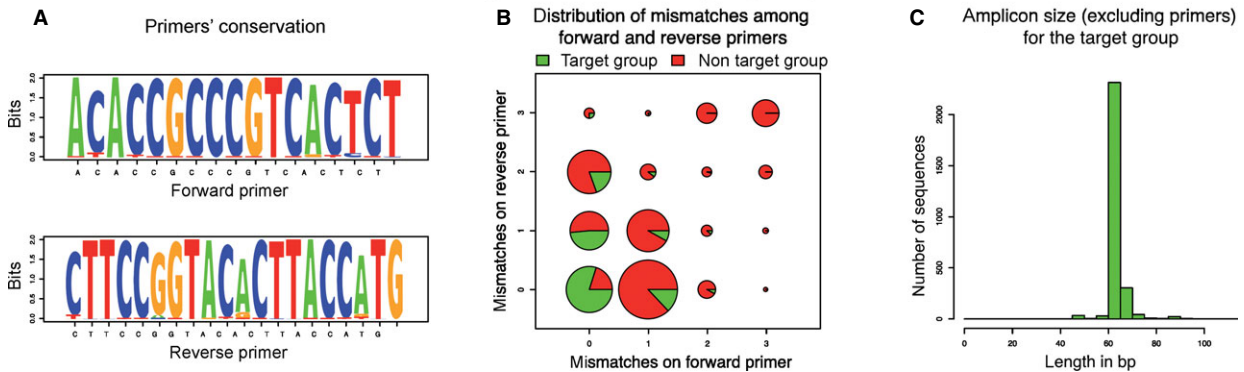 A
Primers' conservation
Bits
2.0
1.5
1.0
0.5
0.0
ACACCGCCCGTCACTCT
A C A C C G C C C G T C A C T C T
Forward primer
Bits
2.0
1.5
1.0
0.5
0.0
CTTCCGGTACACTTACCATG
C T T C C G G T A C A C T T A C C A T G
Reverse primer
B
Distribution of mismatches among
forward and reverse primers
Target group
Non target group
Mismatches on reverse primer
3
2
1
0
0 1 2 3
Mismatches on forward primer
C
Amplicon size (excluding primers)
for the target group
Number of sequences
2000
1500
1000
500
0
0 20 40 60 80 100
Length in bp